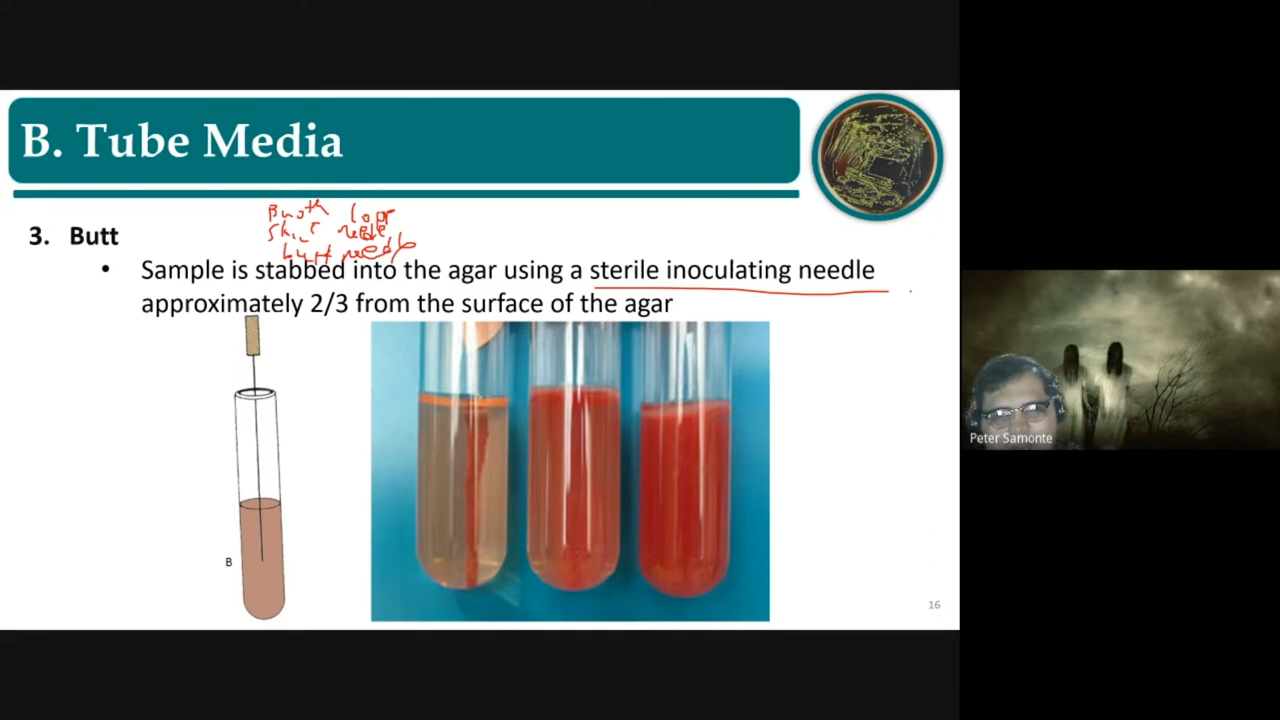 B. Tube Media
Broth loop
needle
butt needle
3. Butt
• Sample is stabbed into the agar using a sterile inoculating needle
approximately 2/3 from the surface of the agar
B
16
Peter Samonte